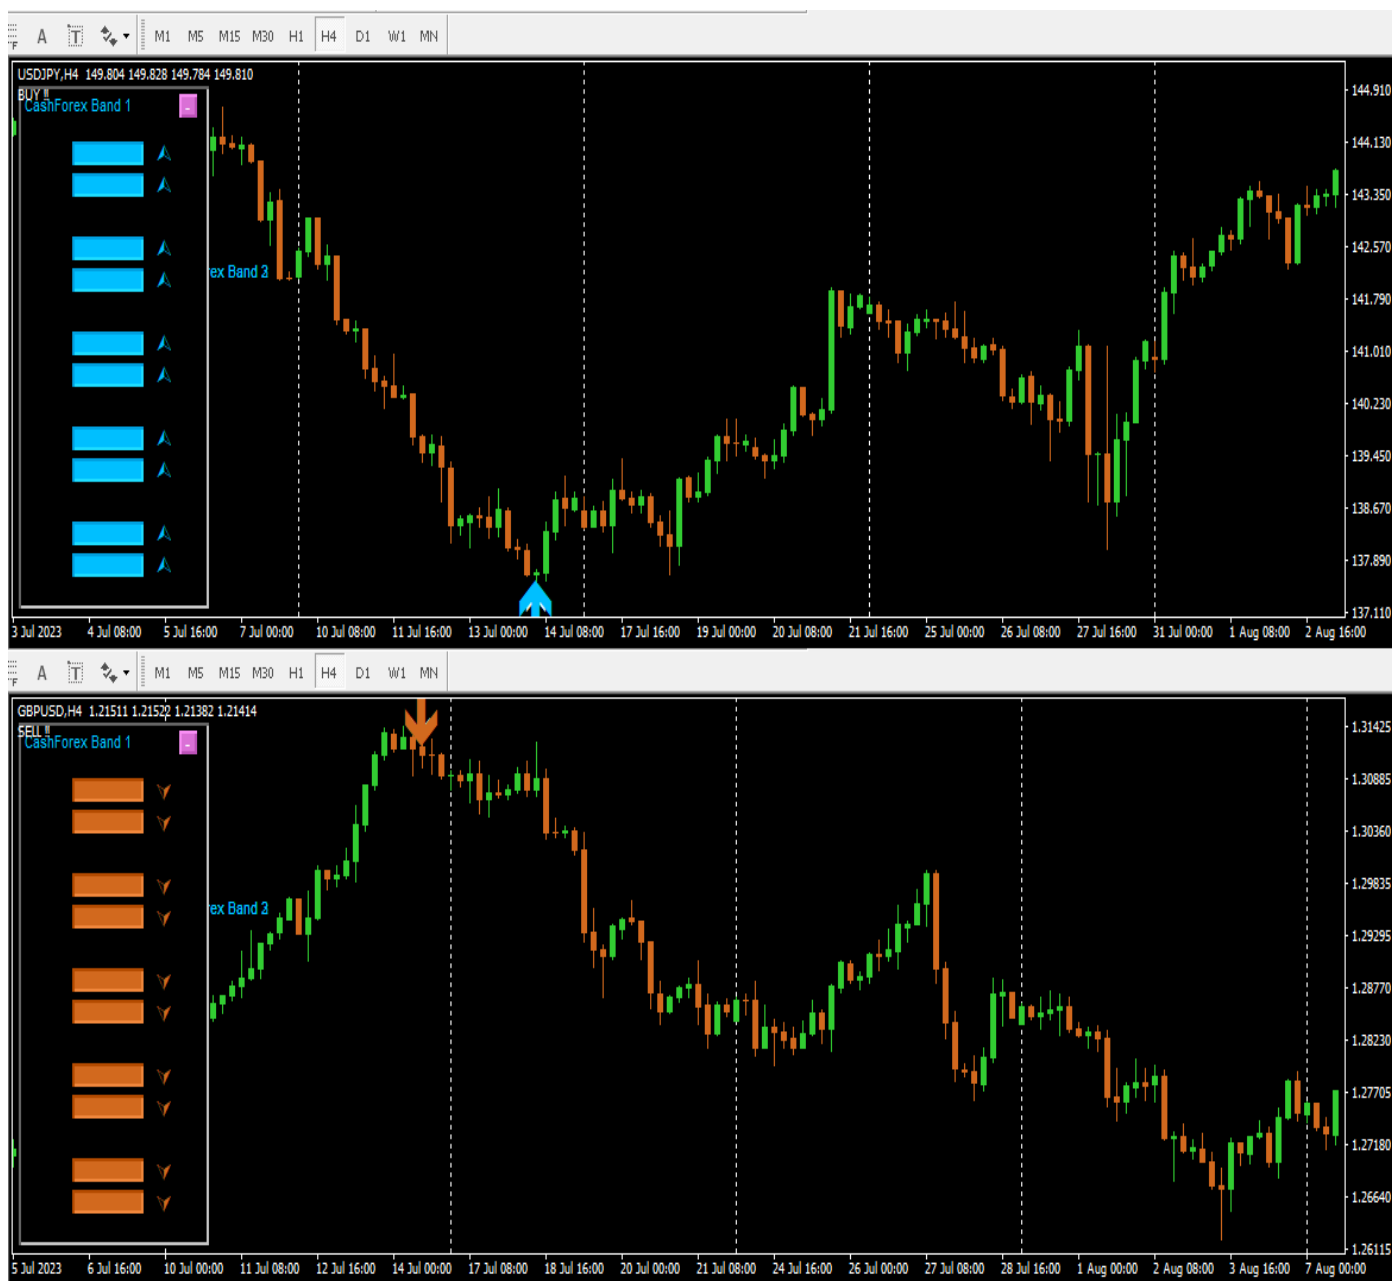 A T M1 M5 M15 M30 H1 H4 D1 W1 MN
USDJPY,H4 149.804 149.828 149.784 149.810
BUY !!
CashForex Band 1
-
rex Band 3
144.910
144.130
143.350
142.570
141.790
141.010
140.230
139.450
138.670
137.890
137.110
3 Jul 2023 4 Jul 08:00 5 Jul 16:00 7 Jul 00:00 10 Jul 08:00 11 Jul 16:00 13 Jul 00:00 14 Jul 08:00 17 Jul 16:00 19 Jul 00:00 20 Jul 08:00 21 Jul 16:00 25 Jul 00:00 26 Jul 08:00 27 Jul 16:00 31 Jul 00:00 1 Aug 08:00 2 Aug 16:00
A T M1 M5 M15 M30 H1 H4 D1 W1 MN
GBPUSD,H4 1.21511 1.21522 1.21382 1.21414
SELL !!
CashForex Band 1
-
rex Band 3
1.31425
1.30885
1.30360
1.29835
1.29295
1.28770
1.28230
1.27705
1.27180
1.26640
1.26115
5 Jul 2023 6 Jul 16:00 10 Jul 00:00 11 Jul 08:00 12 Jul 16:00 14 Jul 00:00 17 Jul 08:00 18 Jul 16:00 20 Jul 00:00 21 Jul 08:00 24 Jul 16:00 26 Jul 00:00 27 Jul 08:00 28 Jul 16:00 1 Aug 00:00 2 Aug 08:00 3 Aug 16:00 7 Aug 00:00